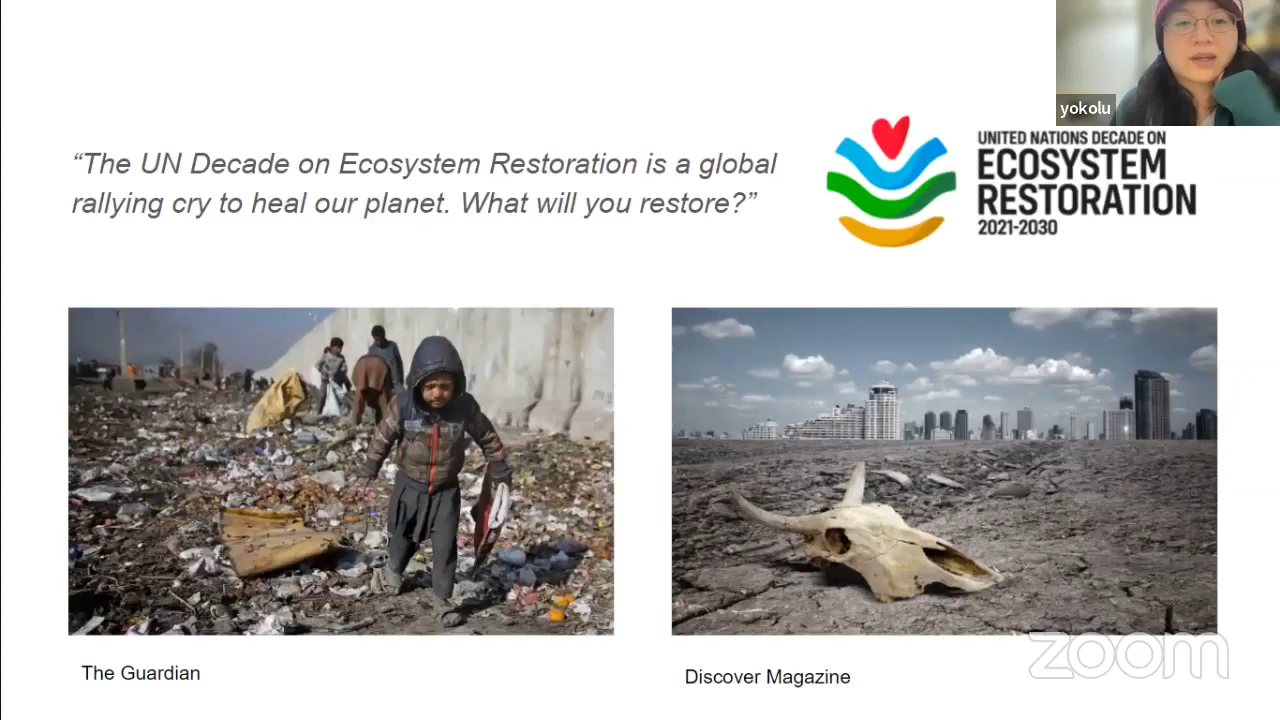 yokolu
“The UN Decade on Ecosystem Restoration is a global
rallying cry to heal our planet. What will you restore?”
UNITED NATIONS DECADE ON
ECOSYSTEM
RESTORATION
2021-2030
The Guardian
Discover Magazine
zoom